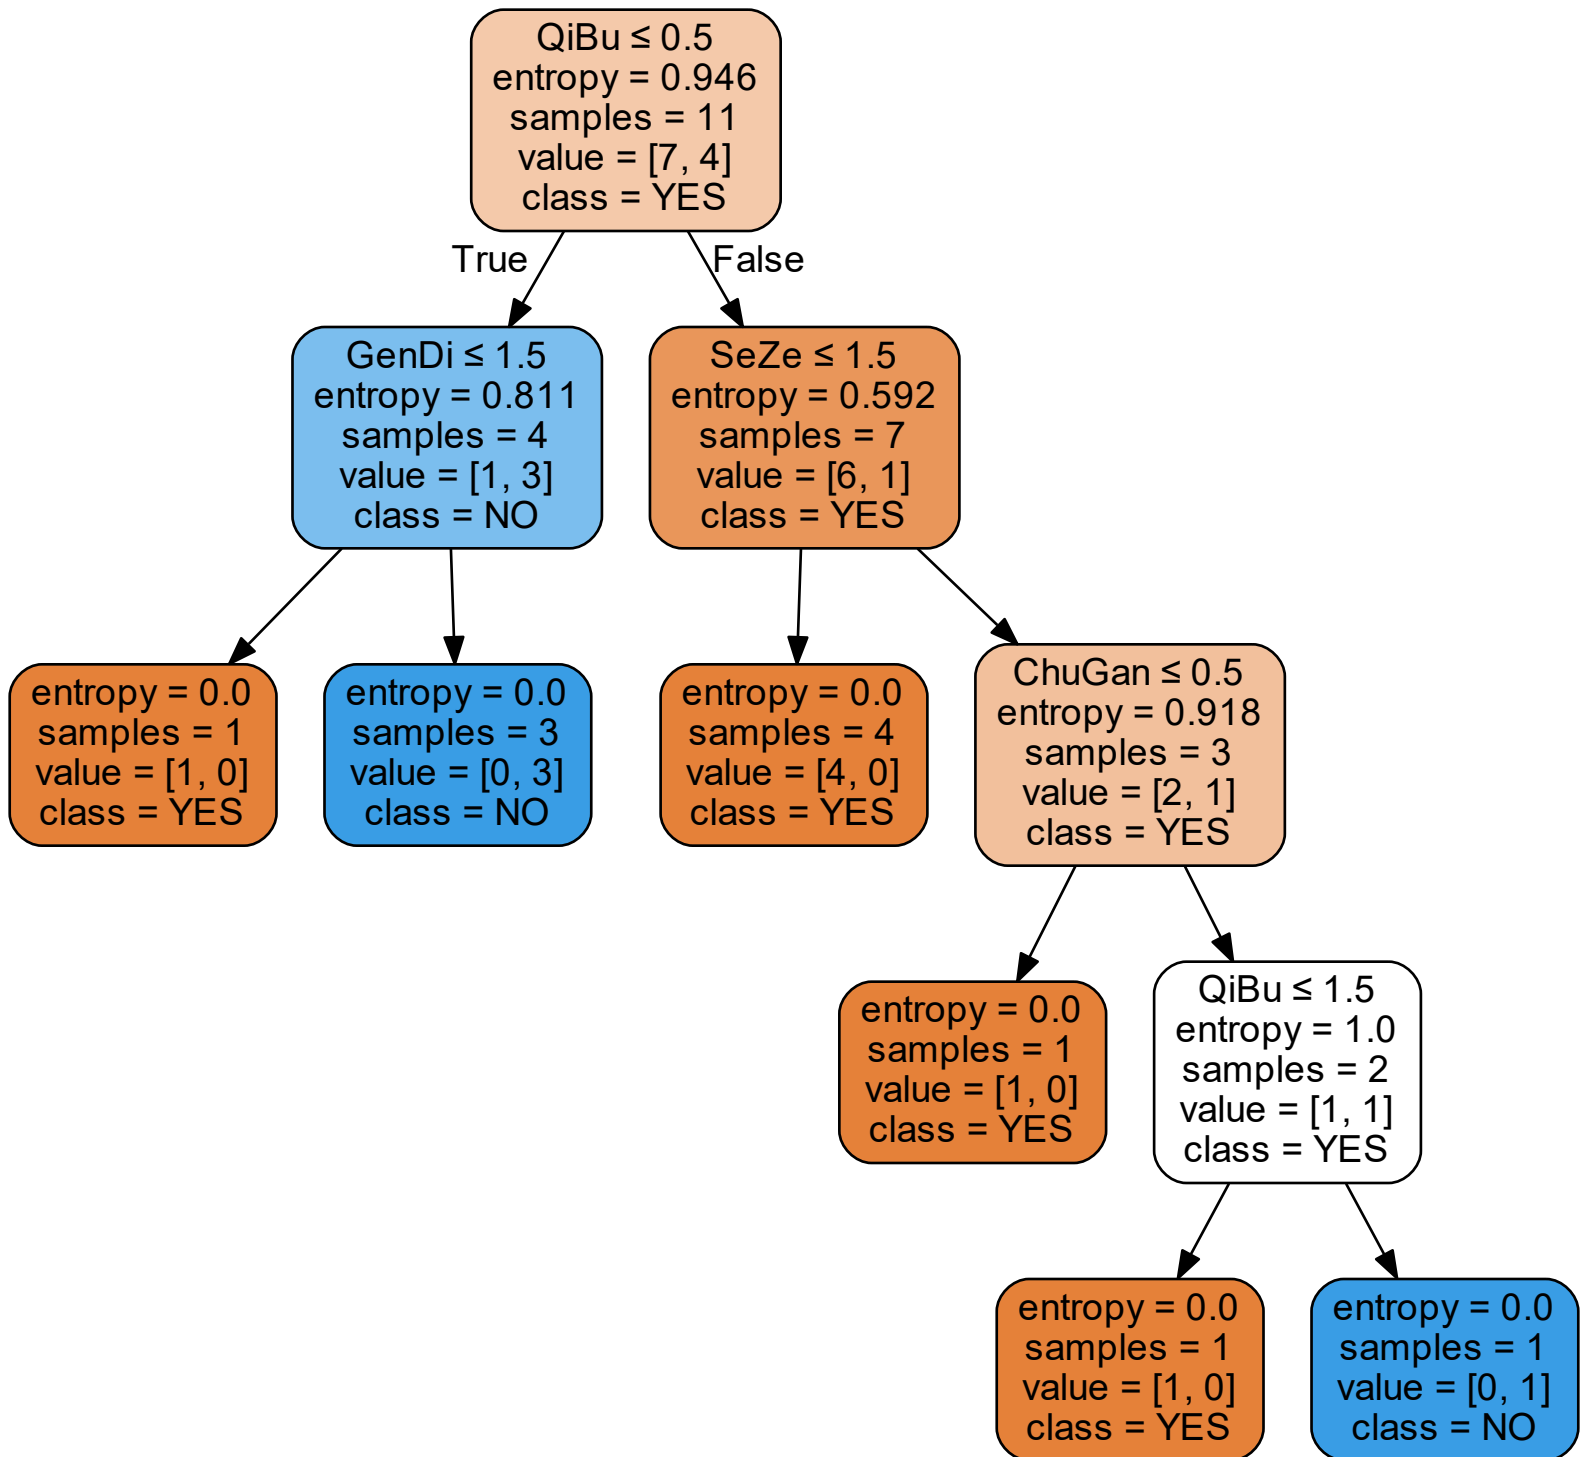 QiBu ≤ 0.5
entropy = 0.946
samples = 11
value = [7, 4]
class = YES
True
False
GenDi ≤ 1.5
entropy = 0.811
samples = 4
value = [1, 3]
class = NO
SeZe ≤ 1.5
entropy = 0.592
samples = 7
value = [6, 1]
class = YES
entropy = 0.0
samples = 1
value = [1, 0]
class = YES
entropy = 0.0
samples = 3
value = [0, 3]
class = NO
entropy = 0.0
samples = 4
value = [4, 0]
class = YES
ChuGan ≤ 0.5
entropy = 0.918
samples = 3
value = [2, 1]
class = YES
entropy = 0.0
samples = 1
value = [1, 0]
class = YES
QiBu ≤ 1.5
entropy = 1.0
samples = 2
value = [1, 1]
class = YES
entropy = 0.0
samples = 1
value = [1, 0]
class = YES
entropy = 0.0
samples = 1
value = [0, 1]
class = NO